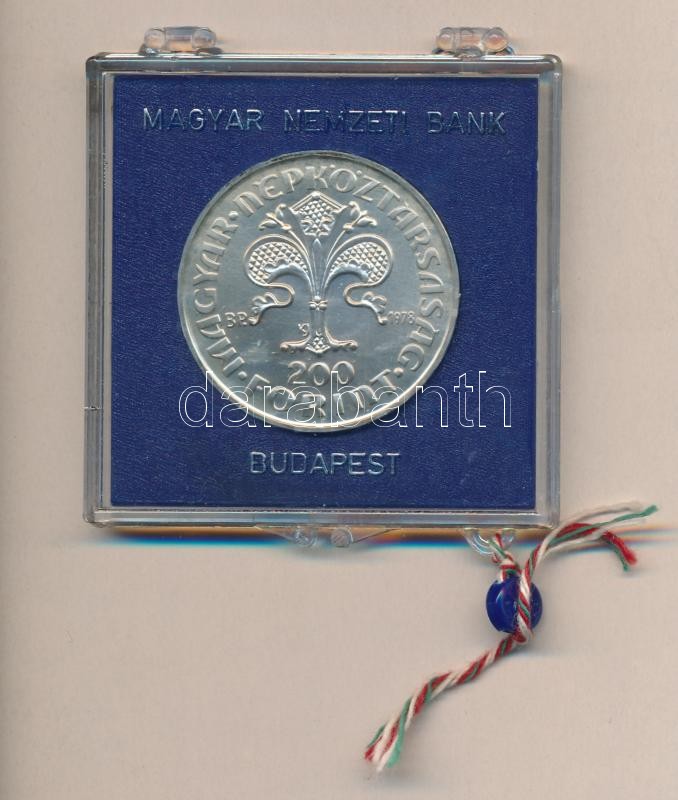 MAGYAR NEMZETI BANK
MAGYAR · NÉPKÖZTÁRSASÁG ·
BP. 1978
200
FORINT
BUDAPEST
darabanth